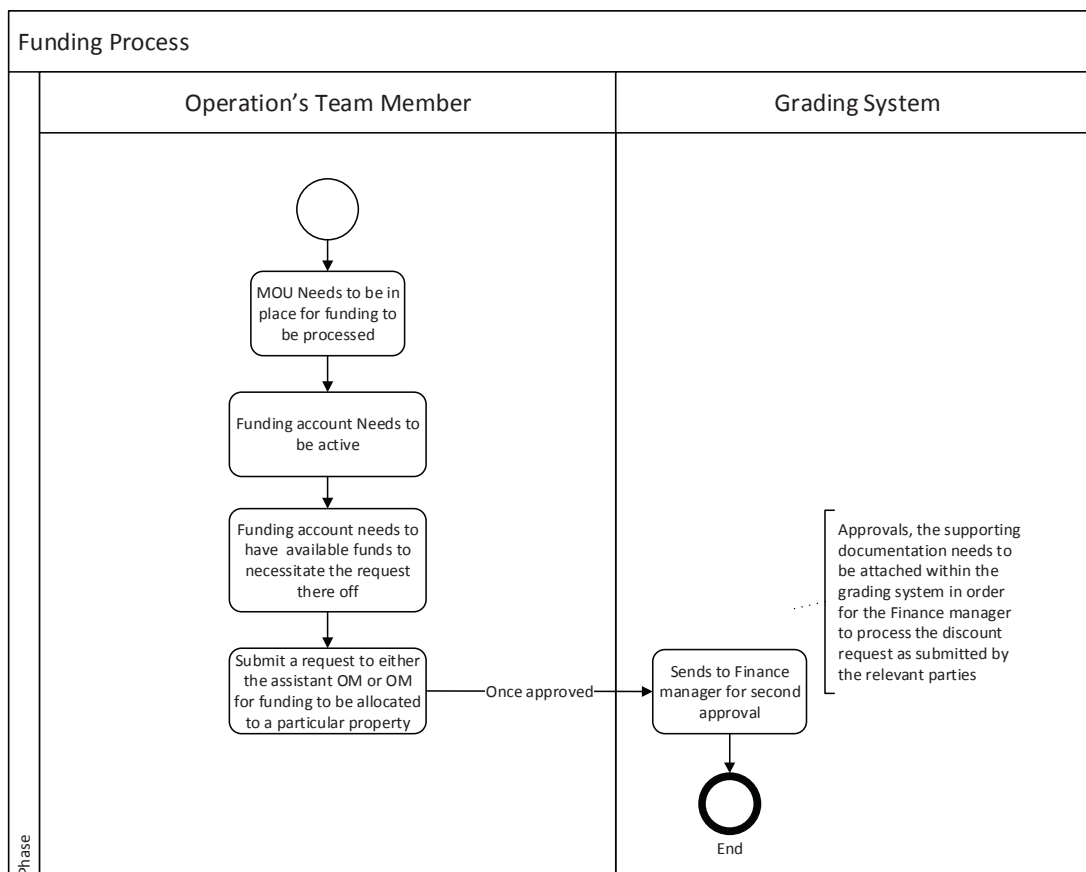 Funding Process
Operation's Team Member
Grading System
MOU Needs to be in
place for funding to
be processed
Funding account Needs to
be active
Funding account needs to
have available funds to
necessitate the request
there off
Submit a request to either
the assistant OM or OM
for funding to be allocated
to a particular property
Once approved
Sends to Finance
manager for second
approval
Approvals, the supporting
documentation needs to
be attached within the
grading system in order
for the Finance manager
to process the discount
request as submitted by
the relevant parties
End
Phase